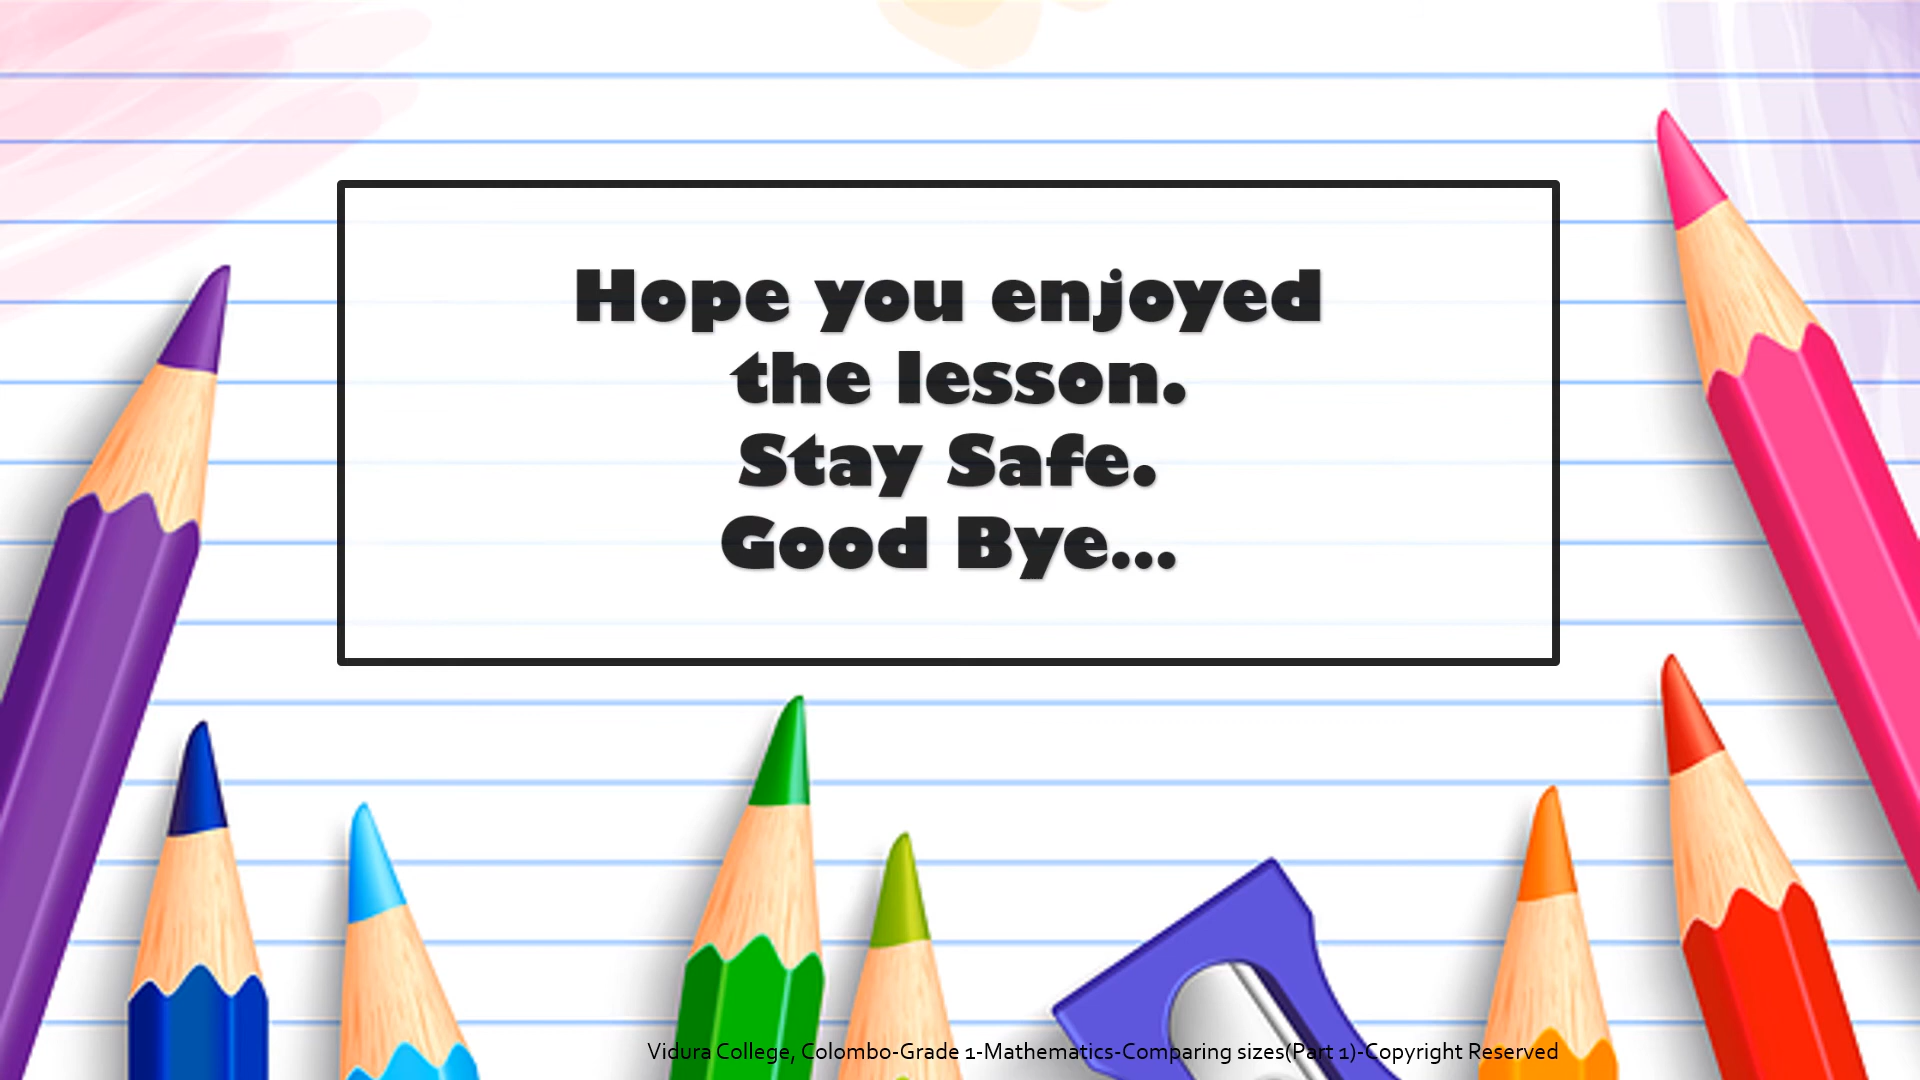 Hope you enjoyed
the lesson.
Stay Safe.
Good Bye...
Vidura College, Colombo-Grade 1-Mathematics-Comparing sizes(Part 1)-Copyright Reserved